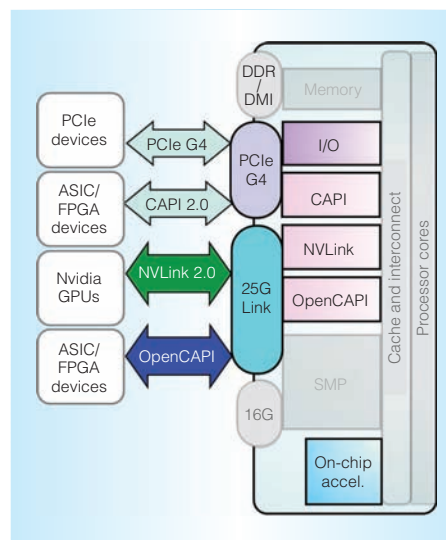 DDR
/
DMI
Memory
PCIe
devices
PCIe G4
PCIe
G4
I/O
ASIC/
FPGA
devices
CAPI 2.0
CAPI
Nvidia
GPUs
NVLink 2.0
25G
Link
NVLink
OpenCAPI
ASIC/
FPGA
devices
OpenCAPI
16G
SMP
On-chip
accel.
Cache and interconnect
Processor cores